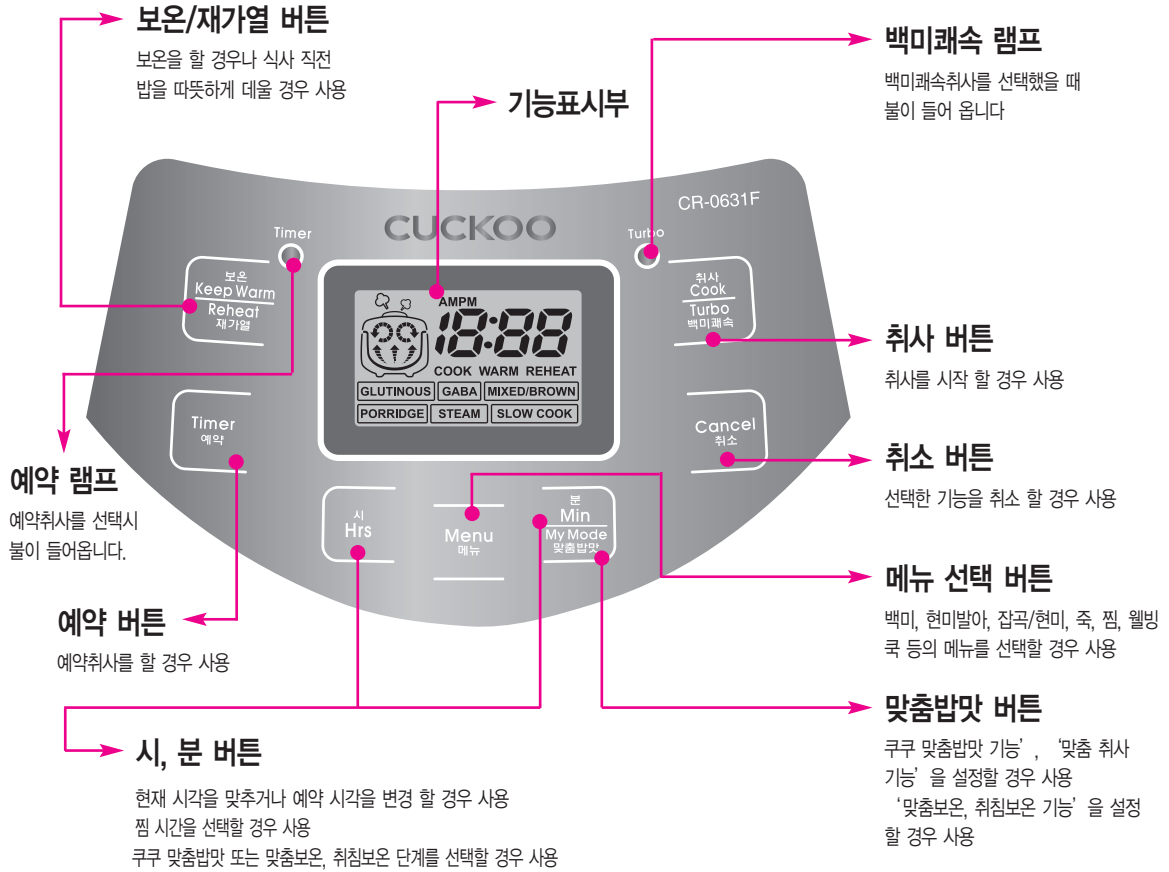 보온/재가열 버튼
보온을 할 경우나 식사 직전
밥을 따뜻하게 데울 경우 사용
기능표시부
백미쾌속 램프
백미쾌속취사를 선택했을 때
불이 들어 옵니다
CR-0631F
CUCKOO
Timer
Turbo
보온
Keep Warm
Reheat
재가열
취사
Cook
Turbo
백미쾌속
AMPM
18:88
COOK WARM REHEAT
GLUTINOUS GABA MIXED/BROWN
PORRIDGE STEAM SLOW COOK
취사 버튼
취사를 시작 할 경우 사용
Timer
예약
Cancel
취소
취소 버튼
선택한 기능을 취소 할 경우 사용
예약 램프
예약취사를 선택시
불이 들어옵니다.
시
Hrs
Menu
메뉴
분
Min
My Mode
맞춤밥맛
메뉴 선택 버튼
백미, 현미발아, 잡곡/현미, 죽, 찜, 웰빙
쿡 등의 메뉴를 선택할 경우 사용
예약 버튼
예약취사를 할 경우 사용
맞춤밥맛 버튼
쿠쿠 맞춤밥맛 기능’, ‘맞춤 취사
기능’을 설정할 경우 사용
‘맞춤보온, 취침보온 기능’을 설정
할 경우 사용
시, 분 버튼
현재 시각을 맞추거나 예약 시각을 변경 할 경우 사용
찜 시간을 선택할 경우 사용
쿠쿠 맞춤밥맛 또는 맞춤보온, 취침보온 단계를 선택할 경우 사용